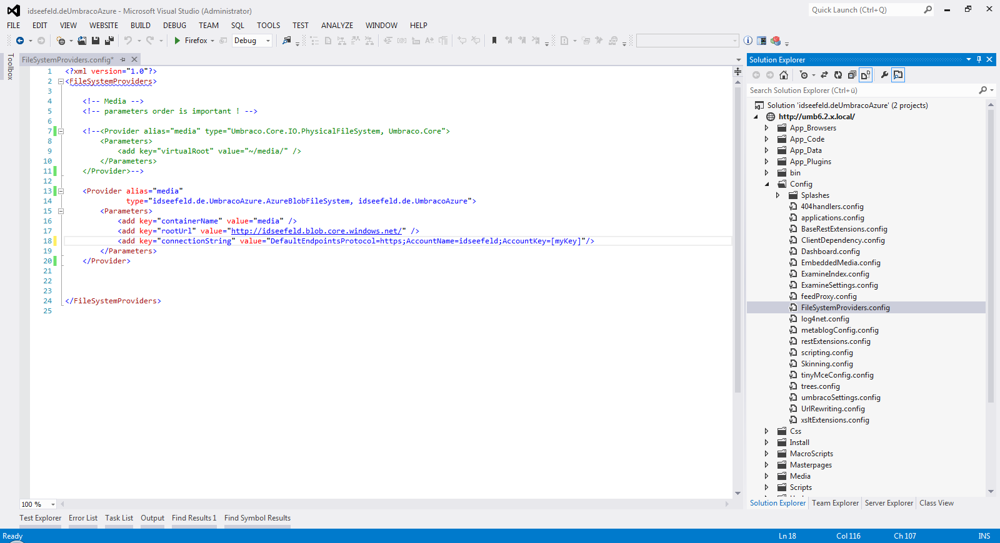 idseefeld.deUmbracoAzure - Microsoft Visual Studio (Administrator)
Quick Launch (Ctrl+Q)
FILE EDIT VIEW WEBSITE BUILD DEBUG TEAM SQL TOOLS TEST ANALYZE WINDOW HELP
Firefox Debug
Toolbox
FileSystemProviders.config*
1 <?xml version="1.0"?>
2 <FileSystemProviders>
3
4 <!-- Media -->
5 <!-- parameters order is important ! -->
6
7 <!--<Provider alias="media" type="Umbraco.Core.IO.PhysicalFileSystem, Umbraco.Core">
8 <Parameters>
9 <add key="virtualRoot" value="~/media/" />
10 </Parameters>
11 </Provider>-->
12
13 <Provider alias="media"
14 type="idseefeld.de.UmbracoAzure.AzureBlobFileSystem, idseefeld.de.UmbracoAzure">
15 <Parameters>
16 <add key="containerName" value="media" />
17 <add key="rootUrl" value="http://idseefeld.blob.core.windows.net/" />
18 <add key="connectionString" value="DefaultEndpointsProtocol=https;AccountName=idseefeld;AccountKey=[myKey]"/>
19 </Parameters>
20 </Provider>
21
22
23
24 </FileSystemProviders>
25
100 %
Solution Explorer
Search Solution Explorer (Ctrl+ü)
Solution 'idseefeld.deUmbracoAzure' (2 projects)
http://umb6.2.x.local/
App_Browsers
App_Code
App_Data
App_Plugins
bin
Config
Splashes
404handlers.config
applications.config
BaseRestExtensions.config
ClientDependency.config
Dashboard.config
EmbeddedMedia.config
ExamineIndex.config
ExamineSettings.config
feedProxy.config
FileSystemProviders.config
log4net.config
metablogConfig.config
restExtensions.config
scripting.config
Skinning.config
tinyMceConfig.config
trees.config
umbracoSettings.config
UrlRewriting.config
xsltExtensions.config
Css
Install
MacroScripts
Masterpages
Media
Scripts
Solution Explorer Team Explorer Server Explorer Class View
Test Explorer Error List Task List Output Find Results 1 Find Symbol Results
Ready Ln 18 Col 116 Ch 107 INS